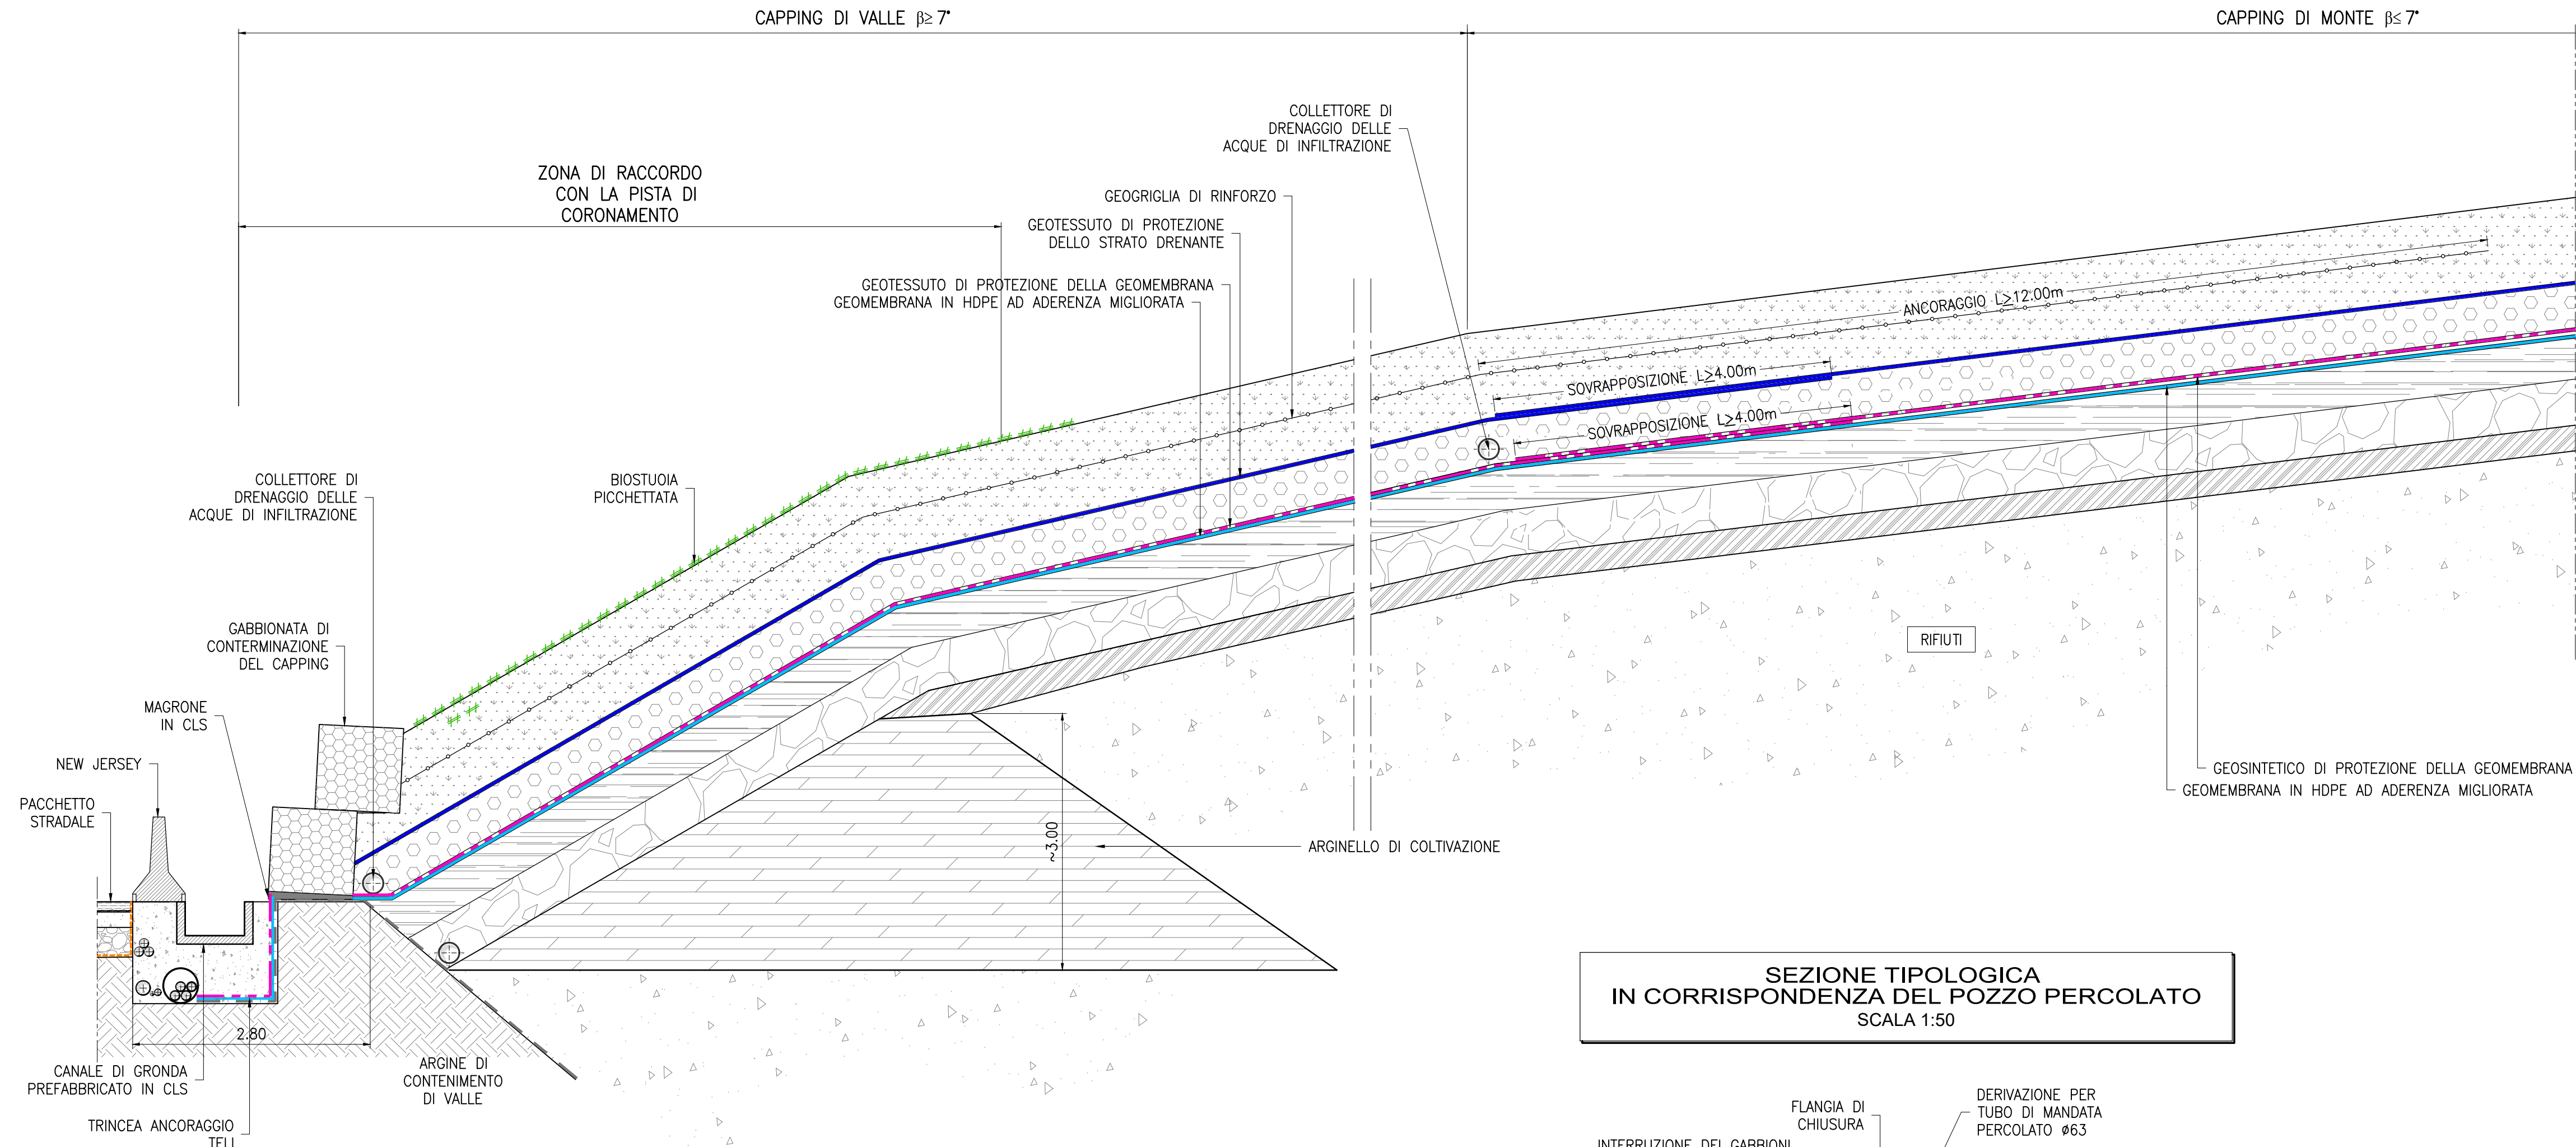 CAPPING DI VALLE β≥ 7°
CAPPING DI MONTE β≤ 7°
COLLETTORE DI
DRENAGGIO DELLE
ACQUE DI INFILTRAZIONE
ZONA DI RACCORDO
CON LA PISTA DI
CORONAMENTO
GEOGRIGLIA DI RINFORZO
GEOTESSUTO DI PROTEZIONE
DELLO STRATO DRENANTE
GEOTESSUTO DI PROTEZIONE DELLA GEOMEMBRANA
GEOMEMBRANA IN HDPE AD ADERENZA MIGLIORATA
ANCORAGGIO L≥12.00m
SOVRAPPOSIZIONE L≥4.00m
SOVRAPPOSIZIONE L≥4.00m
COLLETTORE DI
DRENAGGIO DELLE
ACQUE DI INFILTRAZIONE
BIOSTUOIA
PICCHETTATA
GABBIONATA DI
CONTERMINAZIONE
DEL CAPPING
RIFIUTI
MAGRONE
IN CLS
NEW JERSEY
PACCHETTO
STRADALE
GEOSINTETICO DI PROTEZIONE DELLA GEOMEMBRANA
GEOMEMBRANA IN HDPE AD ADERENZA MIGLIORATA
~3.00
ARGINELLO DI COLTIVAZIONE
2.80
CANALE DI GRONDA
PREFABBRICATO IN CLS
ARGINE DI
CONTENIMENTO
DI VALLE
TRINCEA ANCORAGGIO
TELI
SEZIONE TIPOLOGICA
IN CORRISPONDENZA DEL POZZO PERCOLATO
SCALA 1:50
FLANGIA DI
CHIUSURA
DERIVAZIONE PER
TUBO DI MANDATA
PERCOLATO ø63
INTERRUZIONE DEI GABBIONI